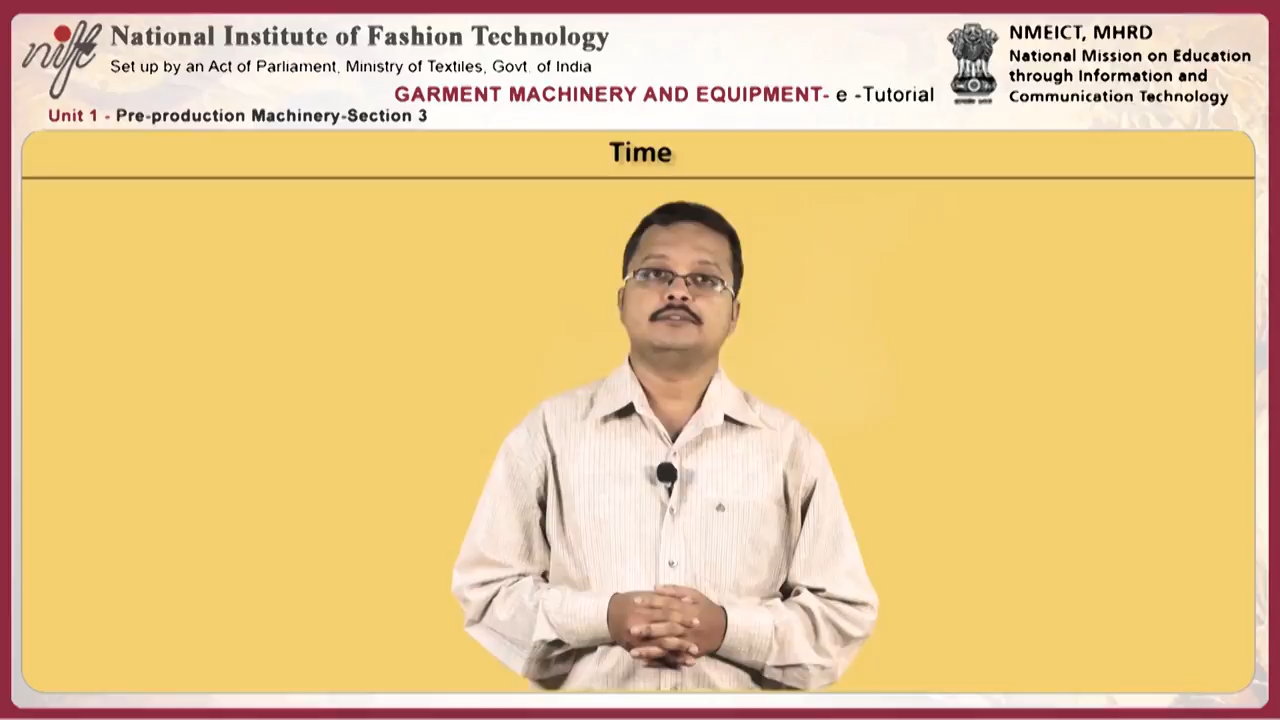 nift
National Institute of Fashion Technology
Set up by an Act of Parliament, Ministry of Textiles, Govt. of India
GARMENT MACHINERY AND EQUIPMENT- e -Tutorial
Unit 1 - Pre-production Machinery-Section 3
NMEICT, MHRD
National Mission on Education
through Information and
Communication Technology
Time